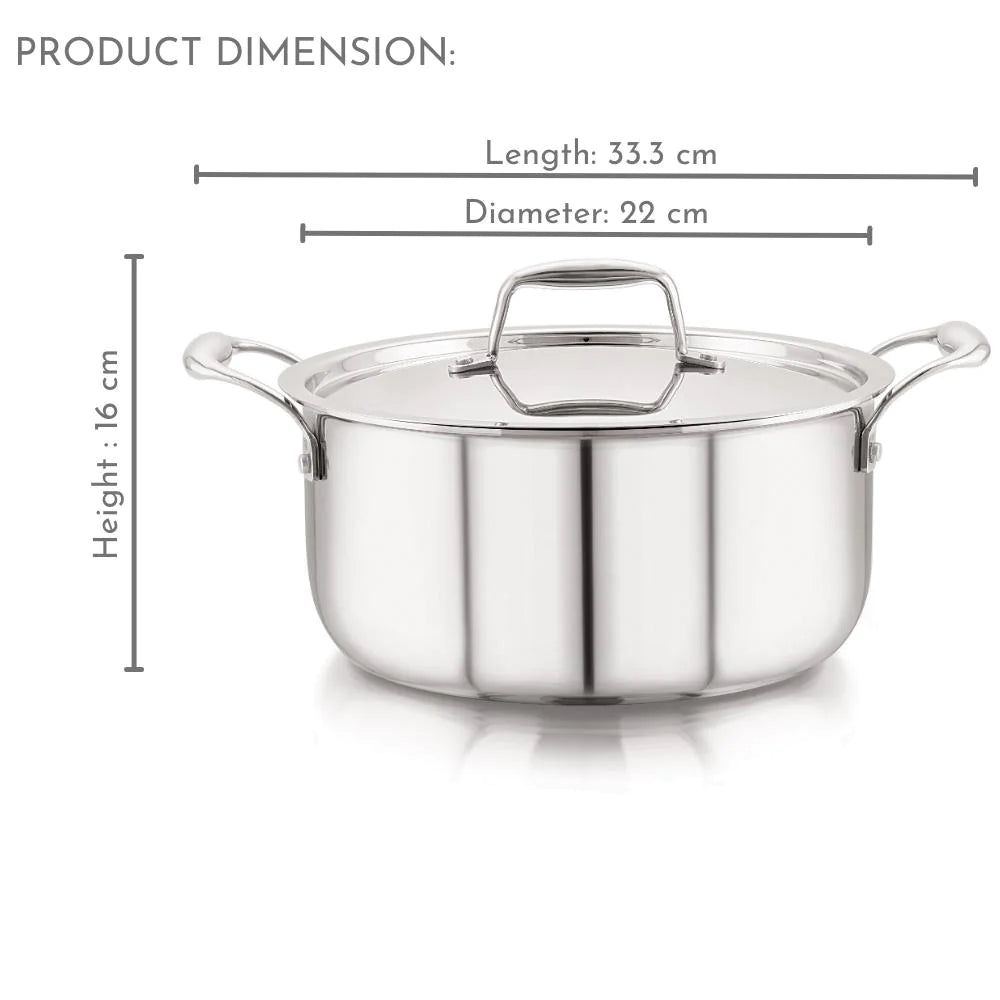 PRODUCT DIMENSION:
Length: 33.3 cm
Diameter: 22 cm
Height : 16 cm